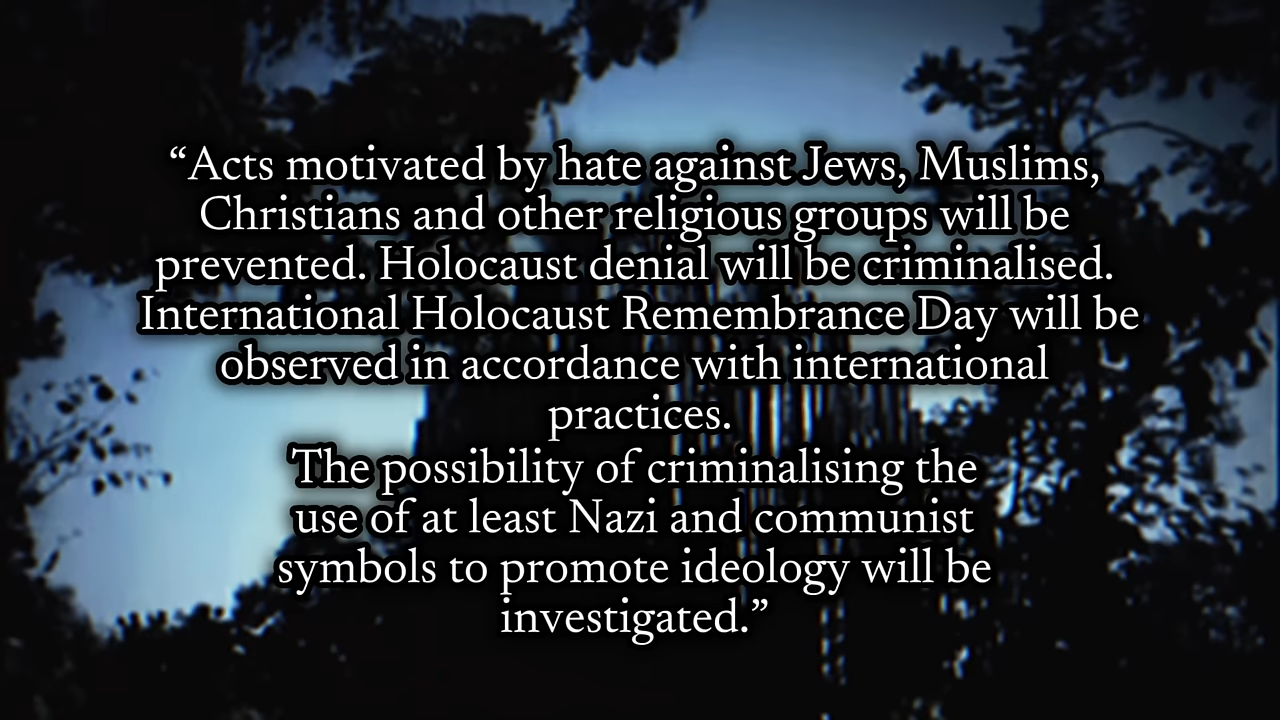 “Acts motivated by hate against Jews, Muslims,
Christians and other religious groups will be
prevented. Holocaust denial will be criminalised.
International Holocaust Remembrance Day will be
observed in accordance with international
practices.
The possibility of criminalising the
use of at least Nazi and communist
symbols to promote ideology will be
investigated.”